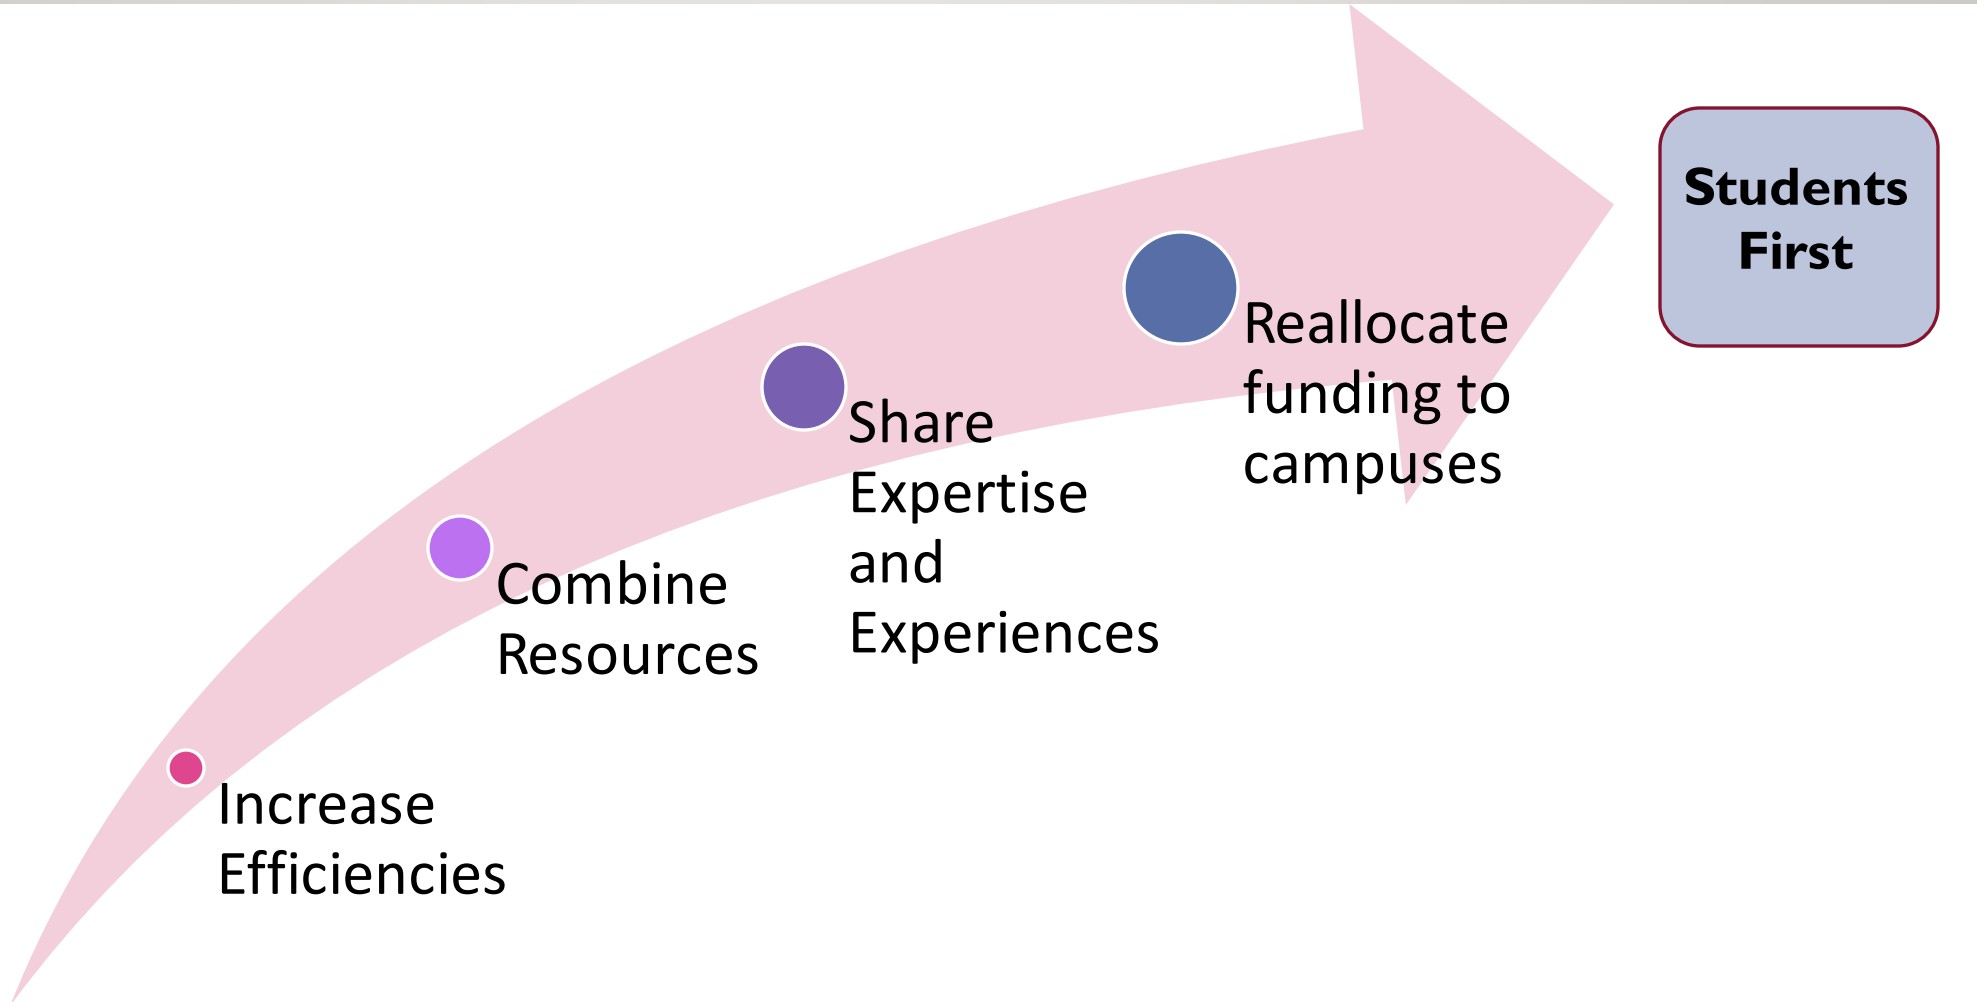 Increase
Efficiencies
Combine
Resources
Share
Expertise
and
Experiences
Reallocate
funding to
campuses
Students
First